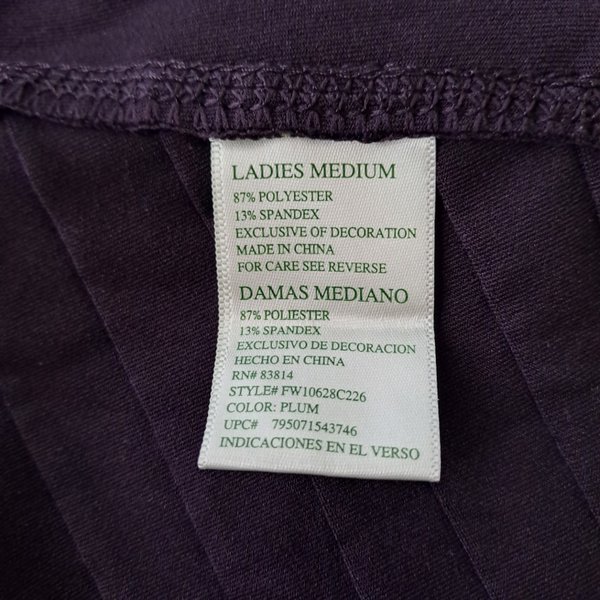 LADIES MEDIUM
87% POLYESTER
13% SPANDEX
EXCLUSIVE OF DECORATION
MADE IN CHINA
FOR CARE SEE REVERSE
DAMAS MEDIANO
87% POLIESTER
13% SPANDEX
EXCLUSIVO DE DECORACION
HECHO EN CHINA
RN# 83814
STYLE# FW10628C226
COLOR: PLUM
UPC# 795071543746
INDICACIONES EN EL VERSO